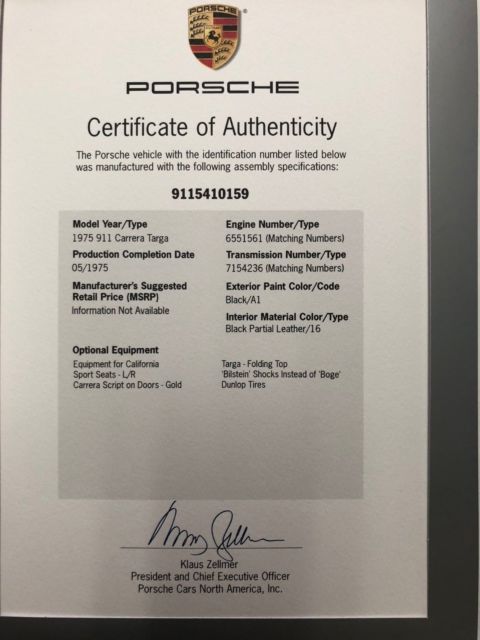 PORSCHE
PORSCHE
Certificate of Authenticity
The Porsche vehicle with the identification number listed below
was manufactured with the following assembly specifications:
9115410159
Model Year/Type
1975 911 Carrera Targa
Production Completion Date
05/1975
Manufacturer's Suggested
Retail Price (MSRP)
Information Not Available
Engine Number/Type
6551561 (Matching Numbers)
Transmission Number/Type
7154236 (Matching Numbers)
Exterior Paint Color/Code
Black/A1
Interior Material Color/Type
Black Partial Leather/16
Optional Equipment
Equipment for California
Sport Seats - L/R
Carrera Script on Doors - Gold
Targa - Folding Top
'Bilstein' Shocks Instead of 'Boge'
Dunlop Tires
Klaus Zellmer
President and Chief Executive Officer
Porsche Cars North America, Inc.